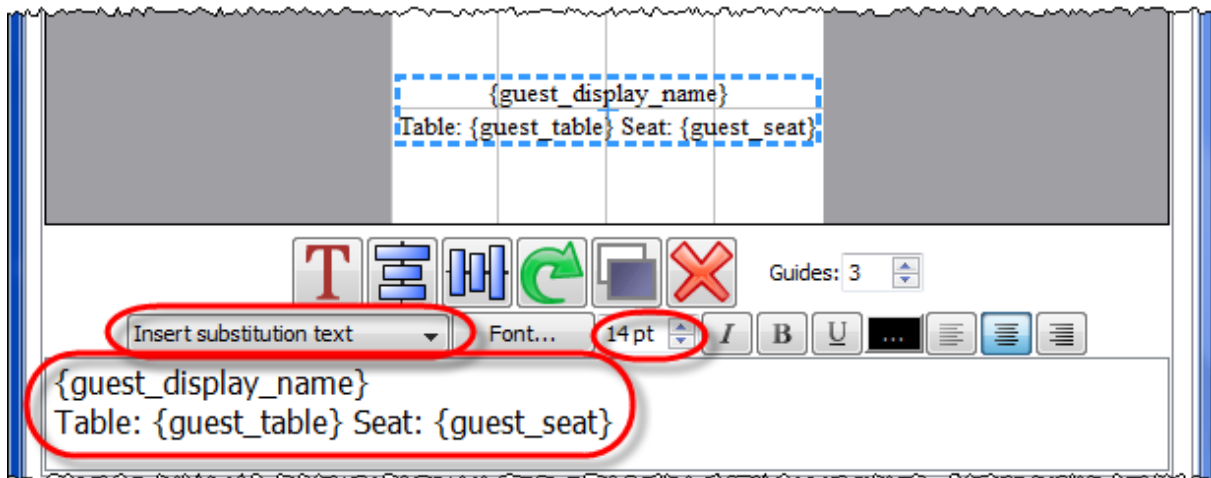 {guest_display_name}
Table: {guest_table} Seat: {guest_seat}
T
Guides: 3
Insert substitution text Font... 14 pt I B U ...
{guest_display_name}
Table: {guest_table} Seat: {guest_seat}